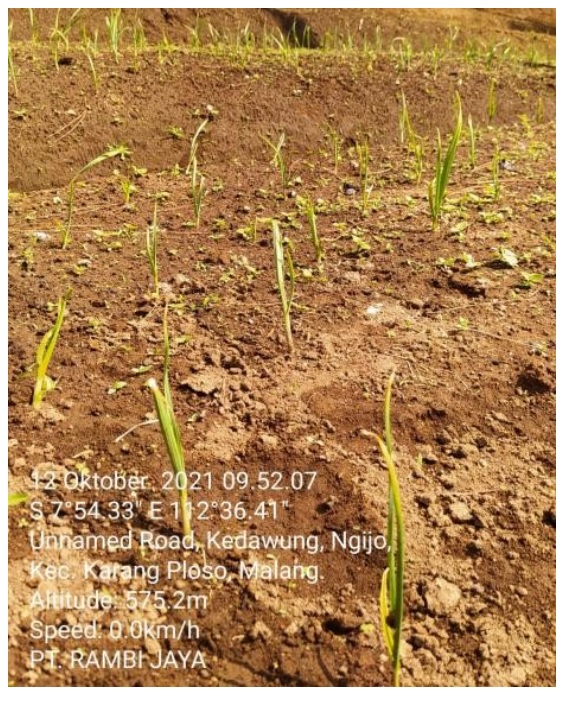 12 Oktober. 2021 09.52.07
S 7°54.33" E 112°36.41"
Unnamed Road, Kedawung, Ngijo,
Kec. Karang Ploso, Malang.
Altitude: 575.2m
Speed: 0.0km/h
PT. RAMBI JAYA